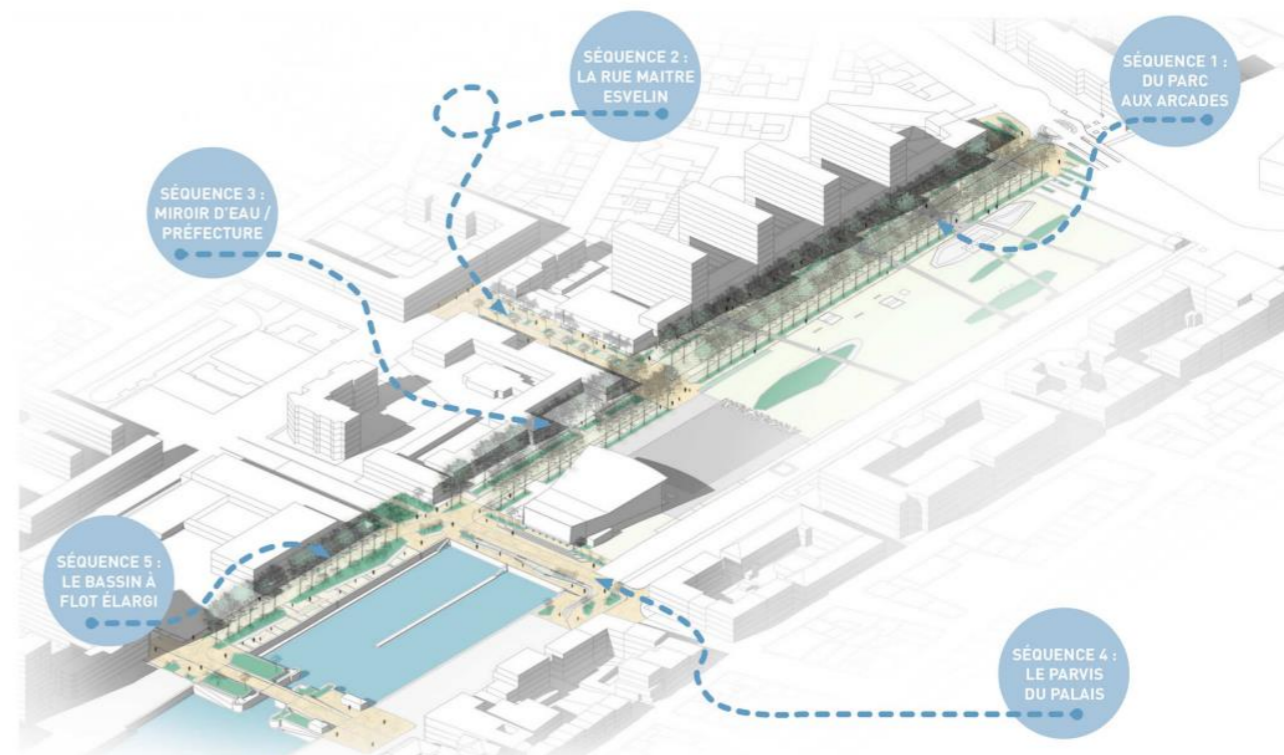 SÉQUENCE 2 :
LA RUE MAITRE
ESVELIN
SÉQUENCE 1 :
DU PARC
AUX ARCADES
SÉQUENCE 3 :
MIROIR D'EAU /
PRÉFECTURE
SÉQUENCE 5 :
LE BASSIN À
FLOT ÉLARGI
SÉQUENCE 4 :
LE PARVIS
DU PALAIS